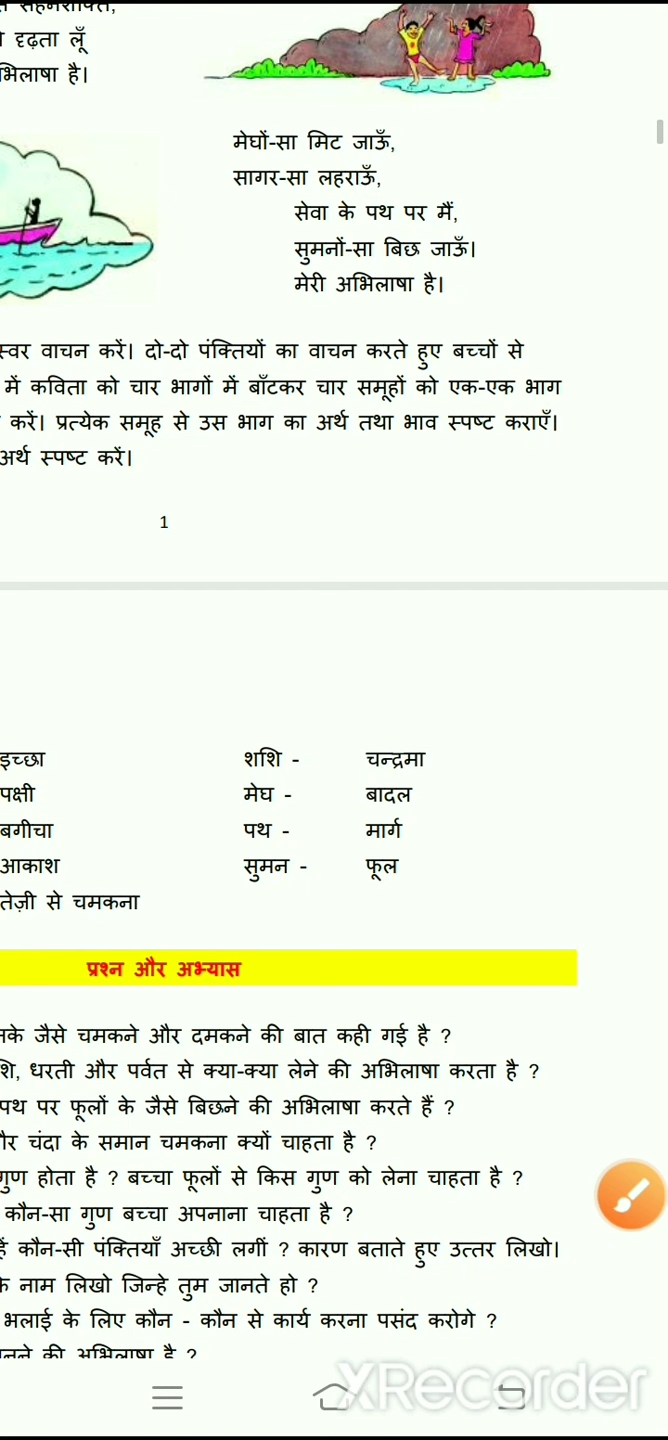 दृढ़ता लूँ
भिलाषा है।
मेघों-सा मिट जाऊँ,
सागर-सा लहराऊँ,
सेवा के पथ पर मैं,
सुमनों-सा बिछ जाऊँ।
मेरी अभिलाषा है।
स्वर वाचन करें। दो-दो पंक्तियों का वाचन करते हुए बच्चों से
में कविता को चार भागों में बाँटकर चार समूहों को एक-एक भाग
करें। प्रत्येक समूह से उस भाग का अर्थ तथा भाव स्पष्ट कराएँ।
अर्थ स्पष्ट करें।
1
इच्छा शशि - चन्द्रमा
पक्षी मेघ - बादल
बगीचा पथ - मार्ग
आकाश सुमन - फूल
तेज़ी से चमकना
प्रश्न और अभ्यास
नके जैसे चमकने और दमकने की बात कही गई है ?
शि, धरती और पर्वत से क्या-क्या लेने की अभिलाषा करता है ?
पथ पर फूलों के जैसे बिछने की अभिलाषा करते हैं ?
र चंदा के समान चमकना क्यों चाहता है ?
गुण होता है ? बच्चा फूलों से किस गुण को लेना चाहता है ?
कौन-सा गुण बच्चा अपनाना चाहता है ?
हें कौन-सी पंक्तियाँ अच्छी लगीं ? कारण बताते हुए उत्तर लिखो।
के नाम लिखो जिन्हे तुम जानते हो ?
भलाई के लिए कौन - कौन से कार्य करना पसंद करोगे ?
नने की अभिलाषा है ?
XRecorder